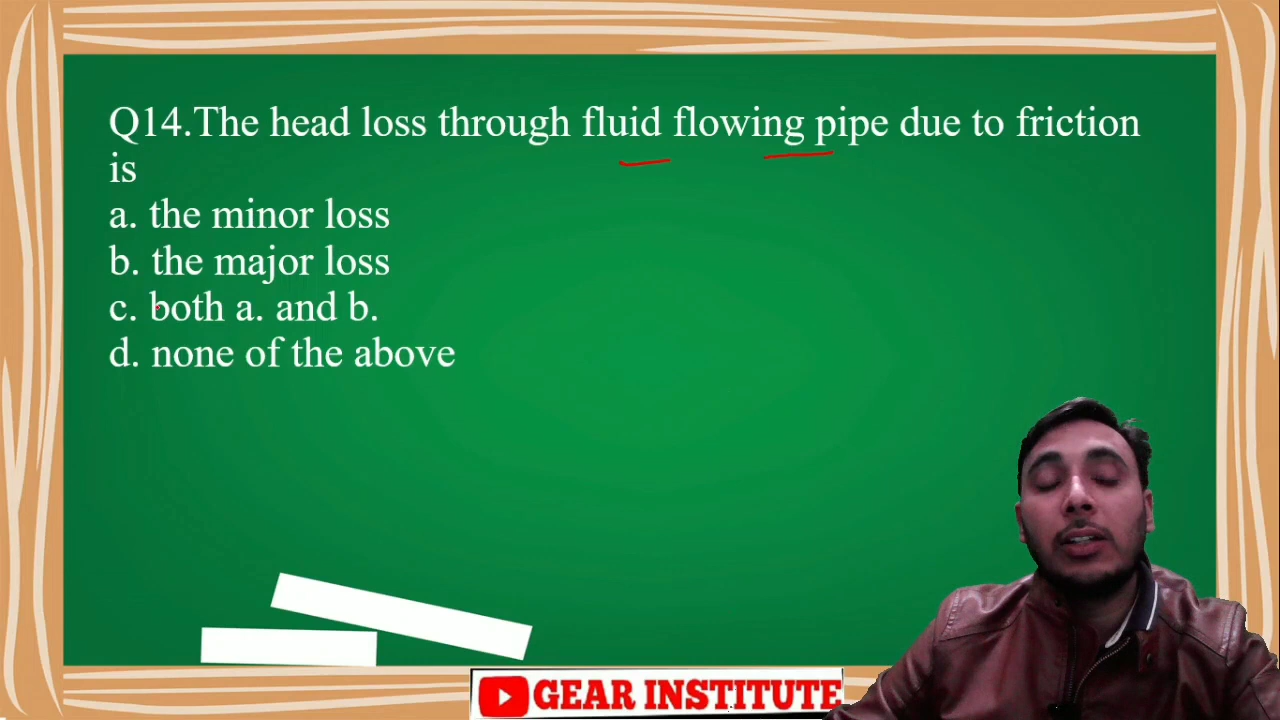 Q14.The head loss through fluid flowing pipe due to friction
is
a. the minor loss
b. the major loss
c. both a. and b.
d. none of the above
GEAR INSTITUTE